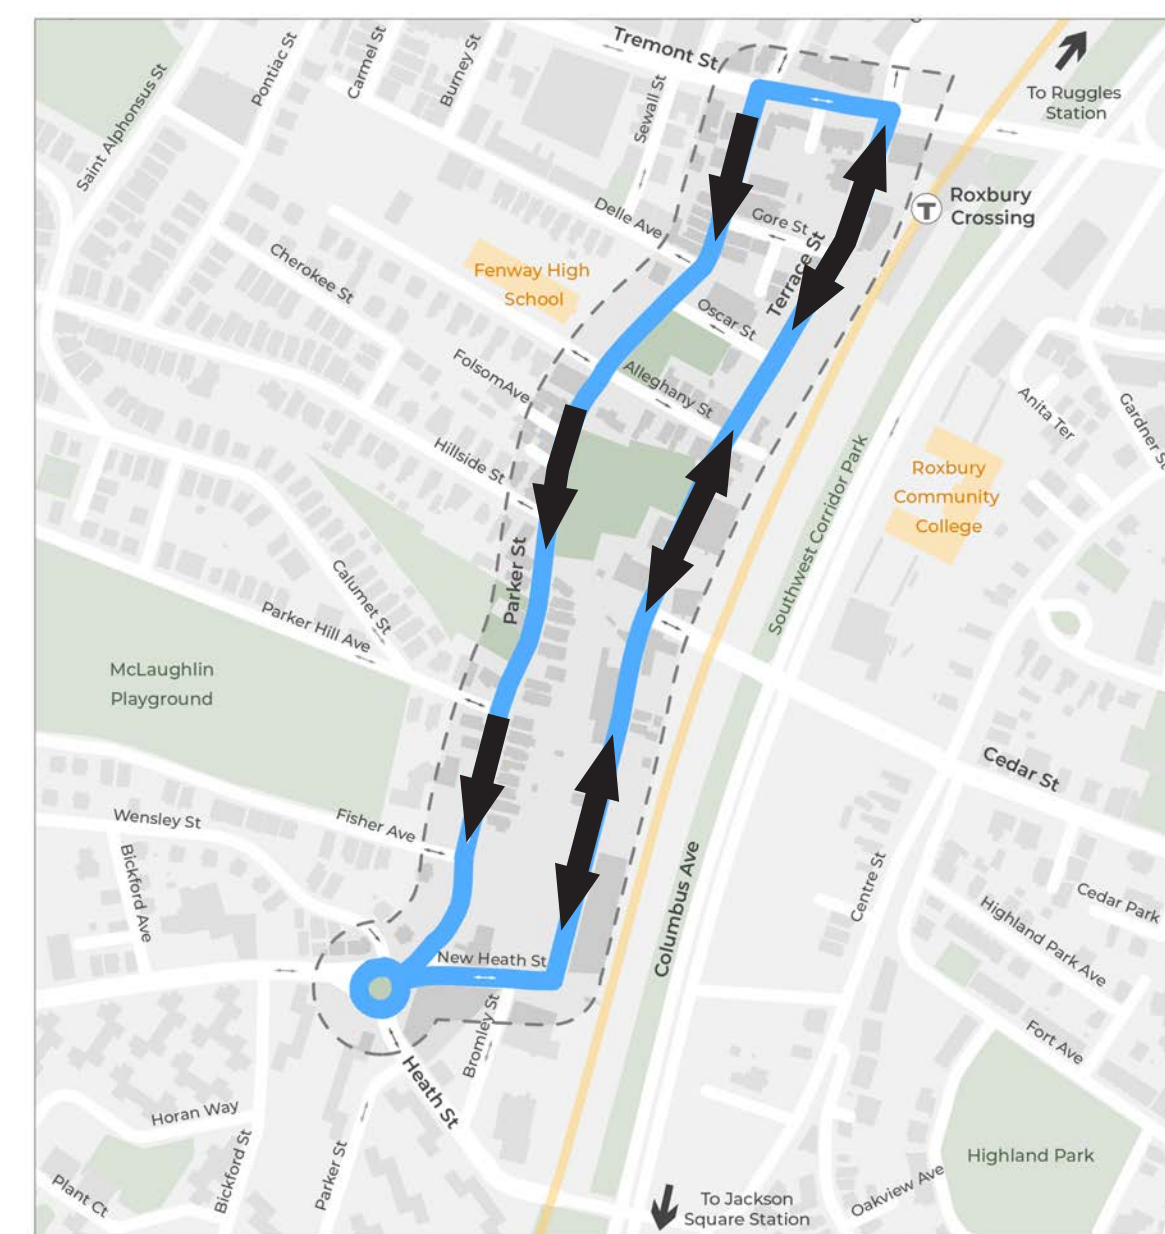 Tremont St
Pontiac St
Carmel St
Burney St
Saint Alphonsus St
Sewall St
To Ruggles
Station
Roxbury
Crossing
T
Delle Ave
Gore St
Terrace St
Cherokee St
Fenway High
School
Oscar St
FolsomAve
Alleghany St
Anita Ter
Gardner St
Hillside St
Roxbury
Community
College
Southwest Corridor Park
Parker St
Calumet St
Parker Hill Ave
McLaughlin
Playground
Cedar St
Wensley St
Fisher Ave
Bickford Ave
Columbus Ave
Centre St
Cedar Park
Highland Park Ave
New Heath St
Bromley St
Fort Ave
Heath St
Horan Way
Bickford St
Parker St
Plant Ct
Highland Park
Oakview Ave
To Jackson
Square Station